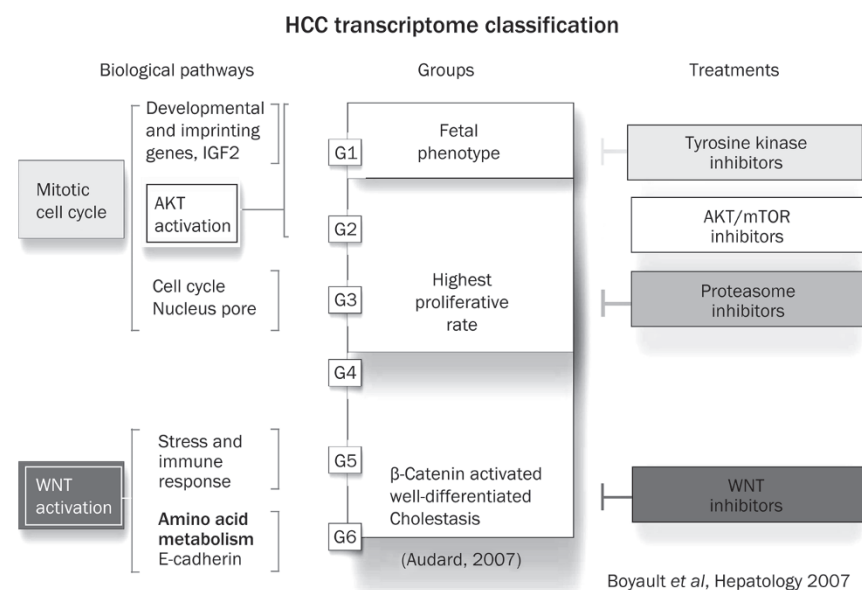 HCC transcriptome classification
Biological pathways
Groups
Treatments
Developmental
and imprinting
genes, IGF2
Mitotic
cell cycle
AKT
activation
Cell cycle
Nucleus pore
G1
Fetal
phenotype
G2
G3
Highest
proliferative
rate
G4
Tyrosine kinase
inhibitors
AKT/mTOR
inhibitors
Proteasome
inhibitors
WNT
activation
Stress and
immune
response
Amino acid
metabolism
E-cadherin
G5
β-Catenin activated
well-differentiated
Cholestasis
G6
(Audard, 2007)
WNT
inhibitors
Boyault et al, Hepatology 2007